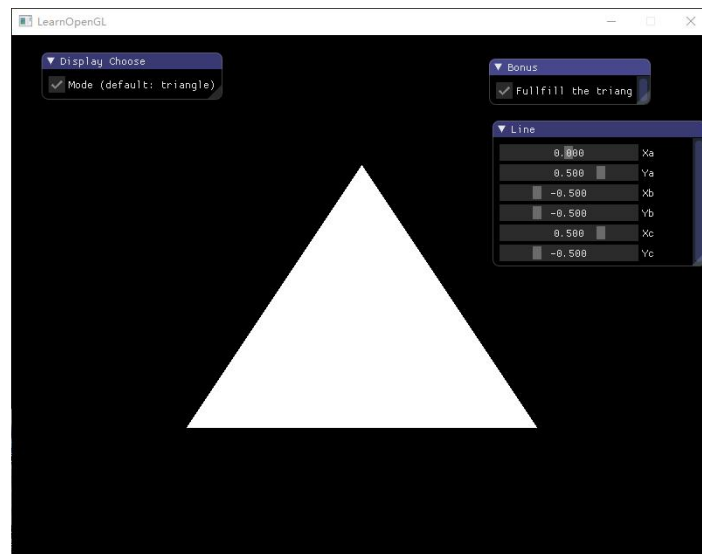 LearnOpenGL
Display Choose
Mode (default: triangle)
Bonus
Fullfill the triang
Line
0.000 Xa
0.500 Ya
-0.500 Xb
-0.500 Yb
0.500 Xc
-0.500 Yc